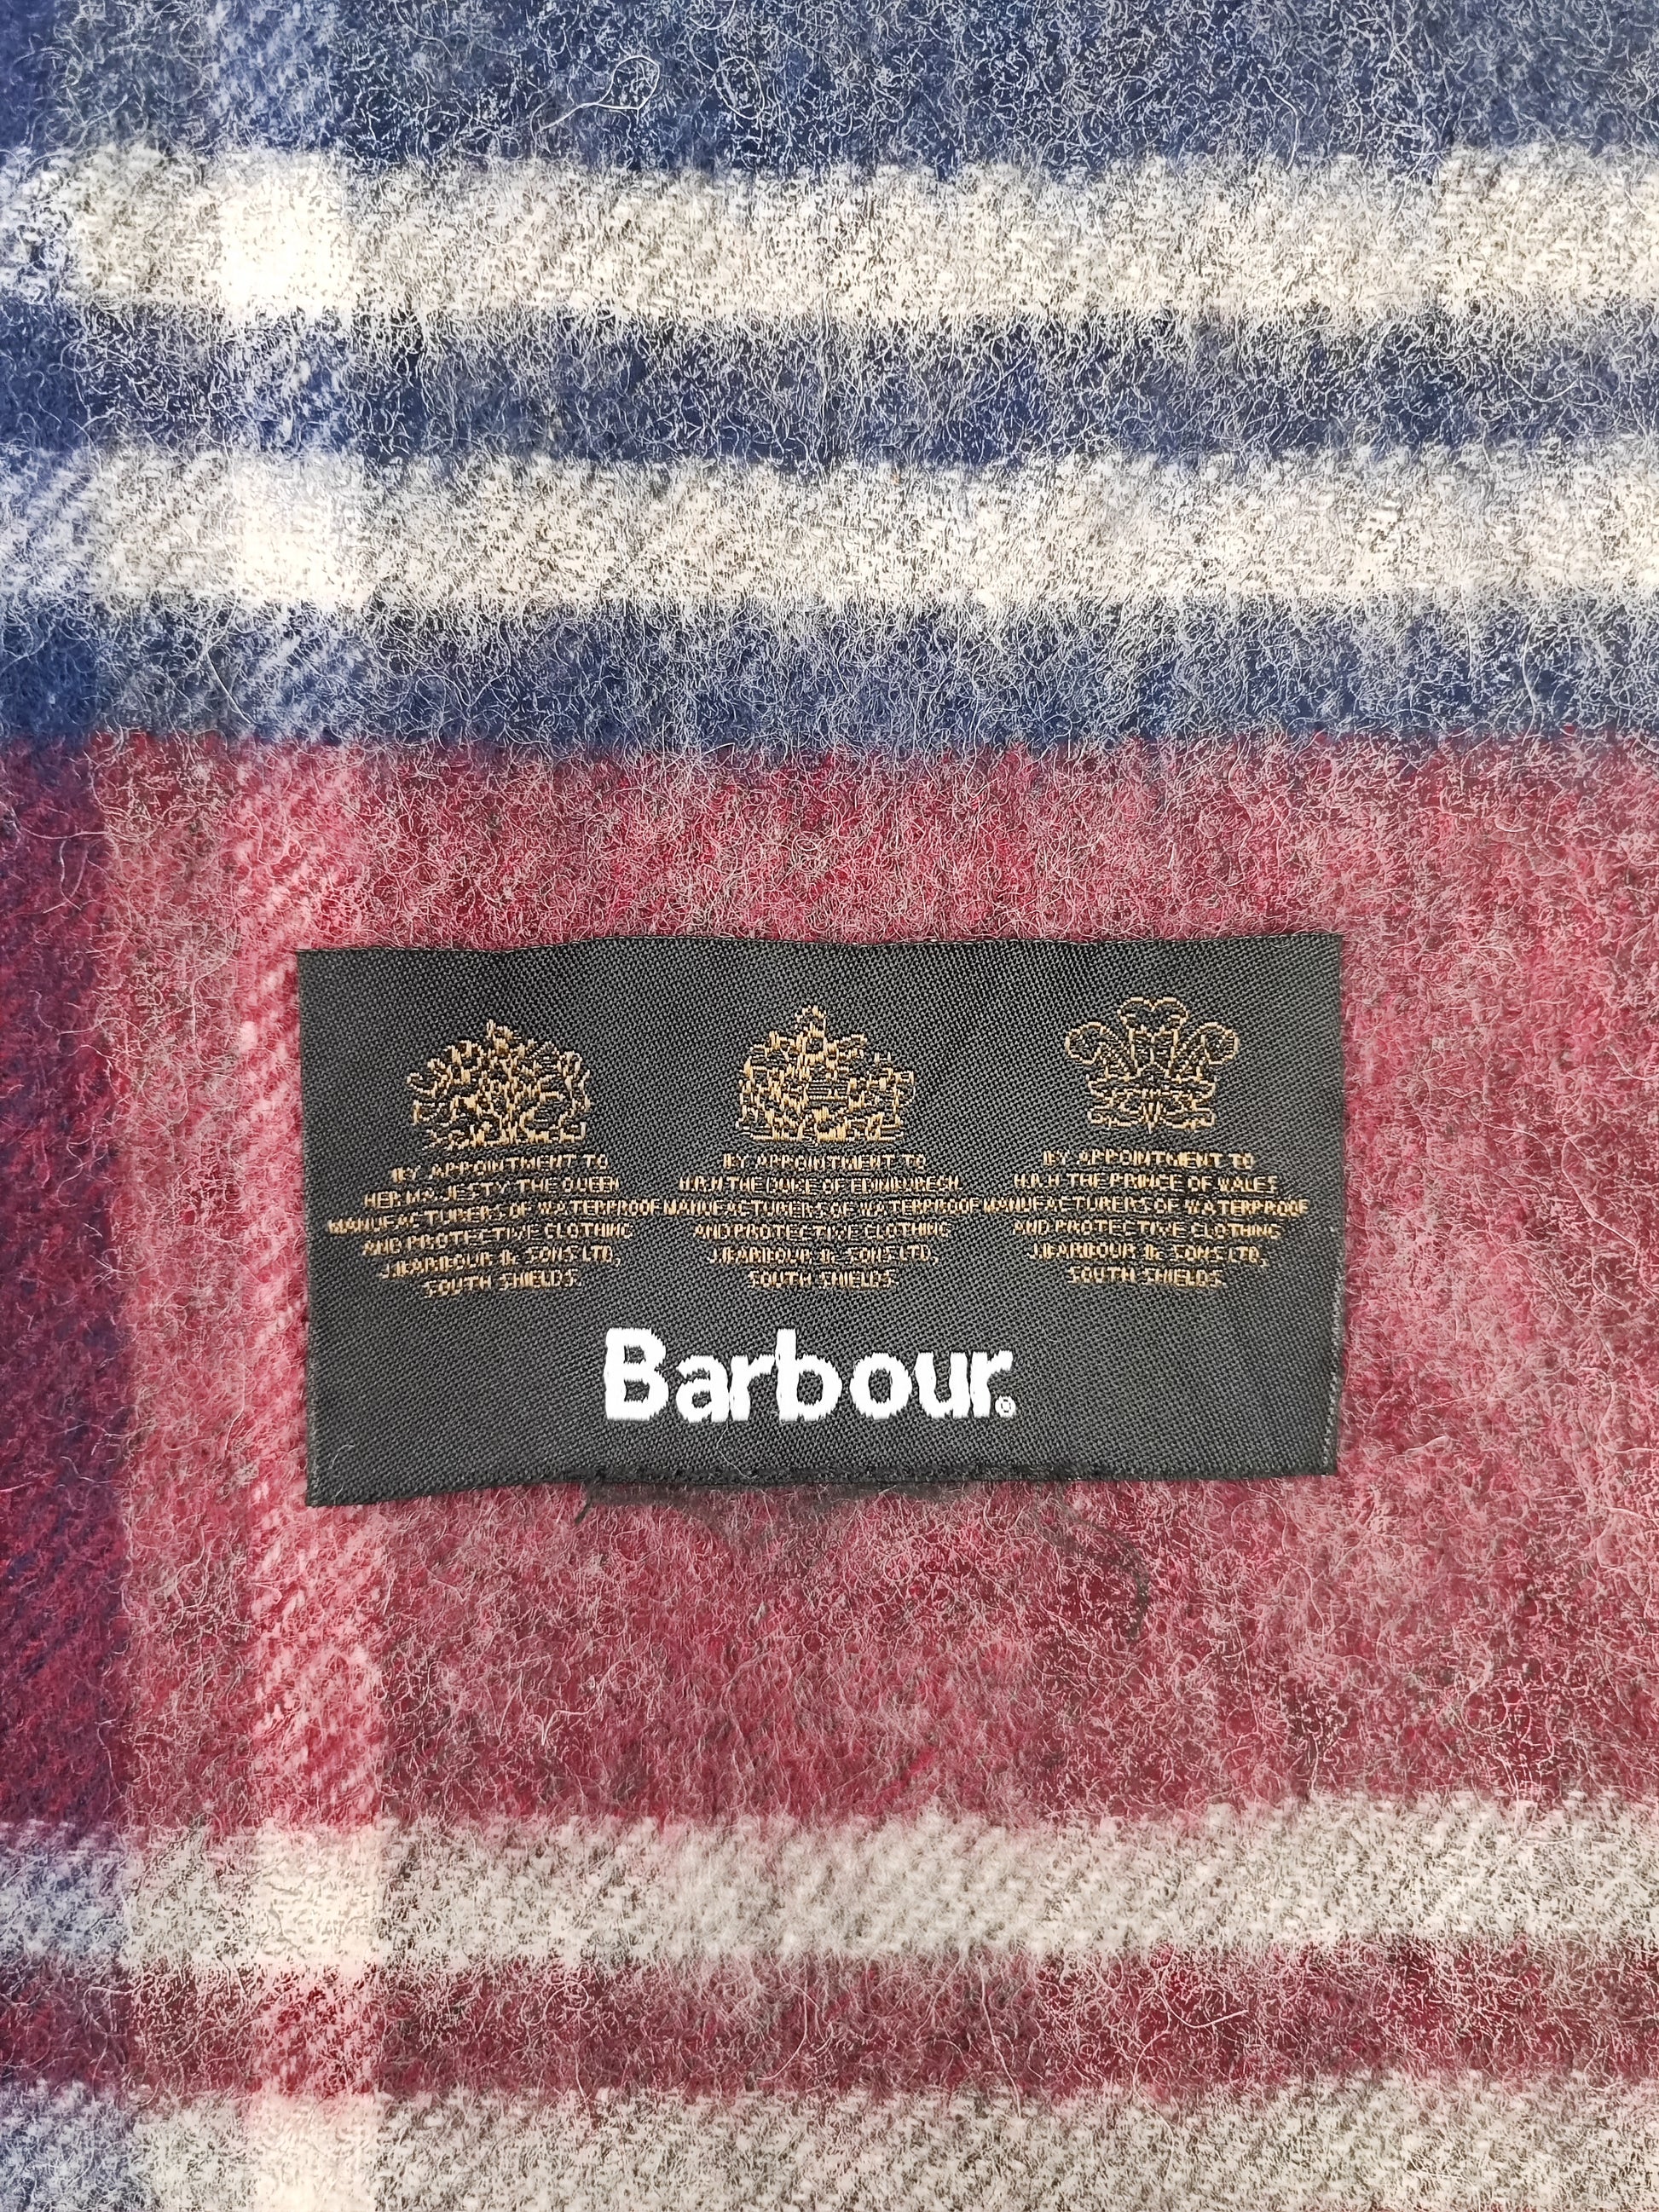 BY APPOINTMENT TO
HER MAJESTY THE QUEEN
MANUFACTURERS OF WATERPROOF
AND PROTECTIVE CLOTHING
J.BARBOUR & SONS LTD,
SOUTH SHIELDS
BY APPOINTMENT TO
H.R.H THE DUKE OF EDINBURGH
MANUFACTURERS OF WATERPROOF
AND PROTECTIVE CLOTHING
J.BARBOUR & SONS LTD,
SOUTH SHIELDS
BY APPOINTMENT TO
H.R.H THE PRINCE OF WALES
MANUFACTURERS OF WATERPROOF
AND PROTECTIVE CLOTHING
J.BARBOUR & SONS LTD,
SOUTH SHIELDS
Barbour®